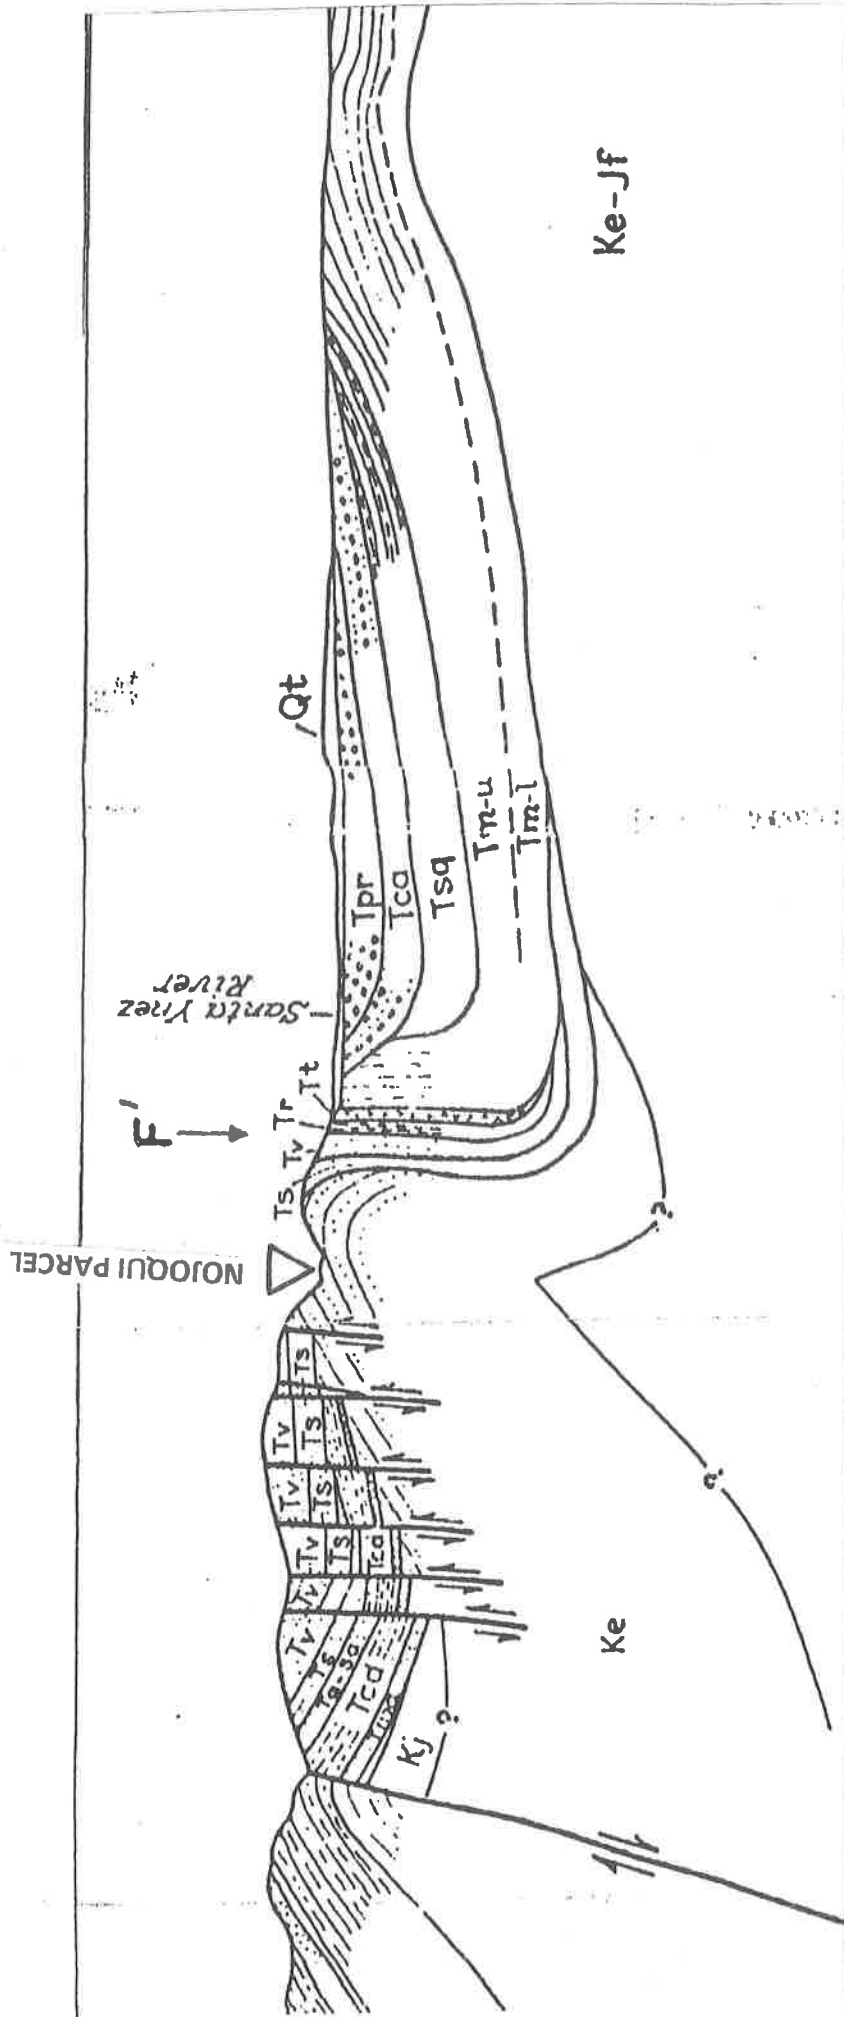 NOJOQUI PARCEL
F'
Santa Ynez
River
Qt
Ts
Tv
Tr
Tt
Tpr
Tca
Tsq
Tm-u
Tm-l
Ke-Jf
Tv
Ts
Ta-Sa
Tcd
Kj
?
Tv
Tv
Ts
Tca
Tv
Ts
Tv
Ts
Ts
?
?
Ke